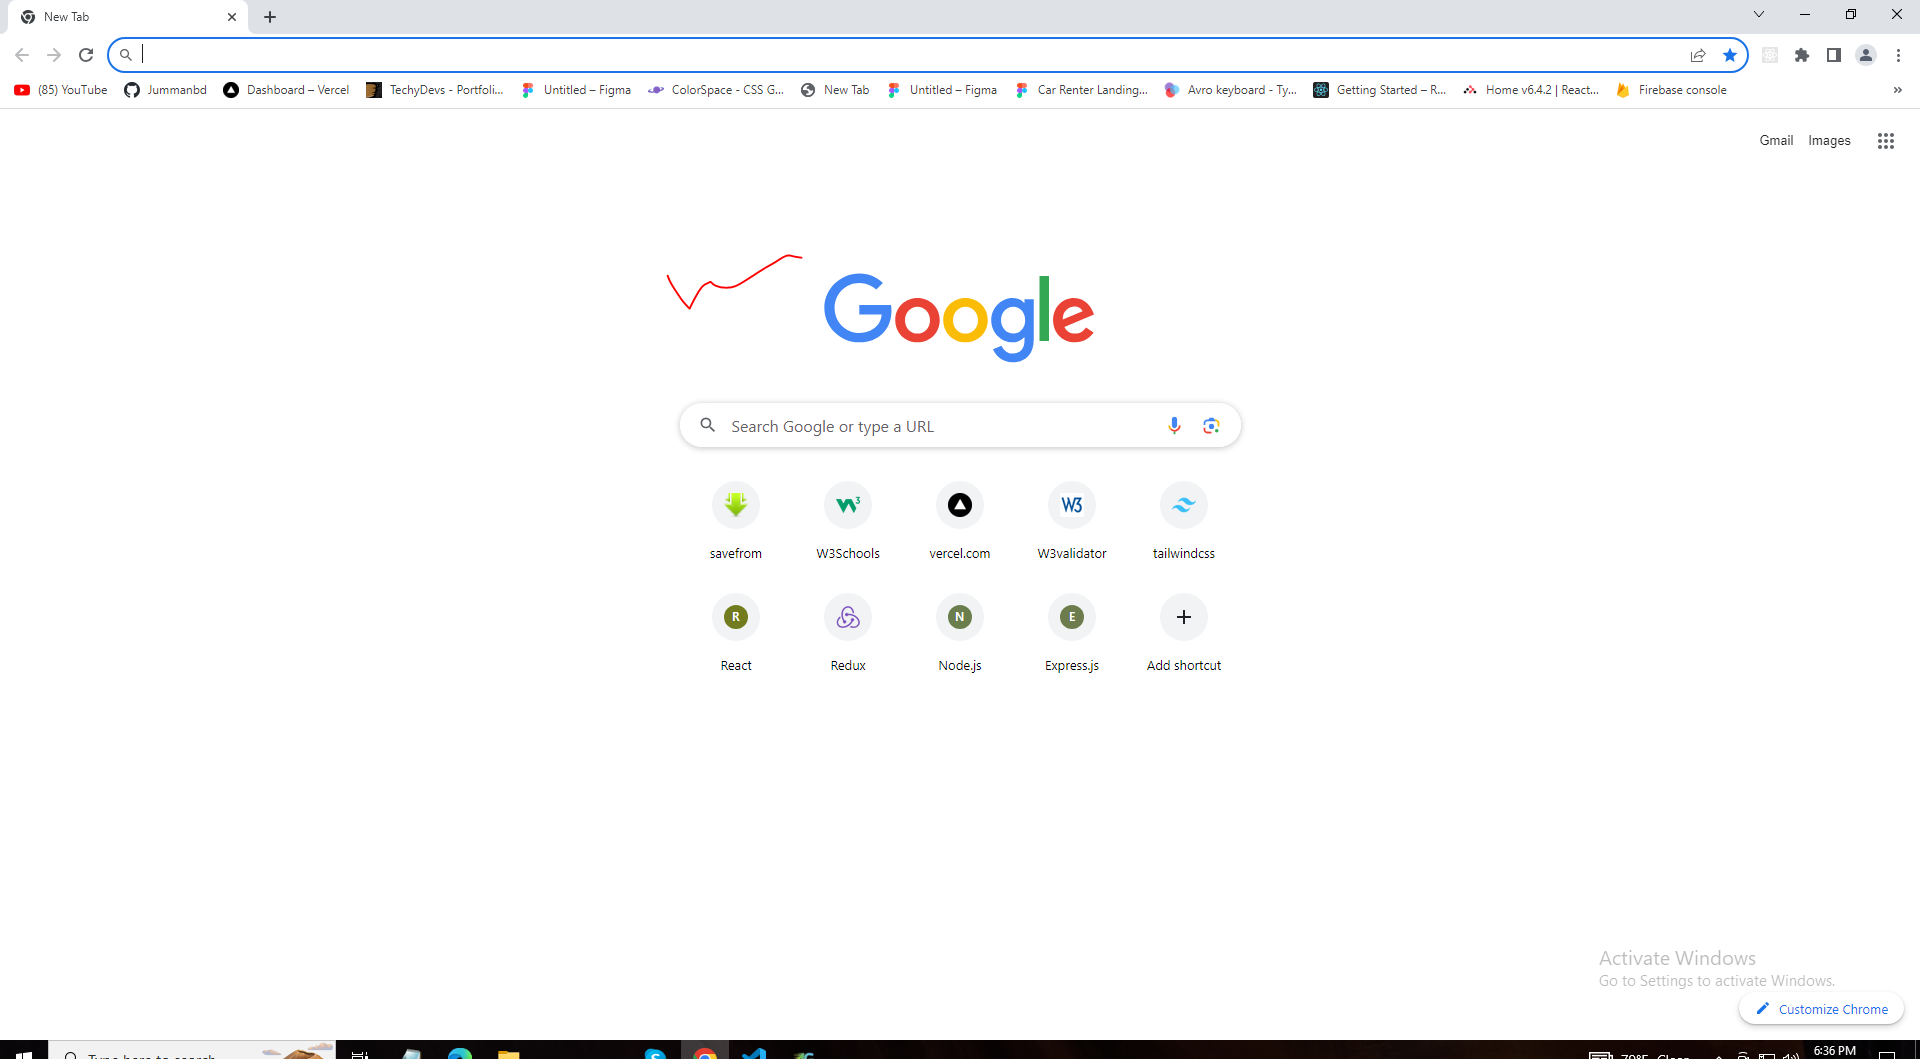 New Tab
(85) YouTube Jummanbd Dashboard – Vercel TechyDevs - Portfoli... Untitled – Figma ColorSpace - CSS G... New Tab Untitled – Figma Car Renter Landing... Avro keyboard - Ty... Getting Started – R... Home v6.4.2 | React... Firebase console »
Gmail Images
Google
Search Google or type a URL
W3 W3
savefrom W3Schools vercel.com W3validator tailwindcss
R N E
React Redux Node.js Express.js Add shortcut
Activate Windows
Go to Settings to activate Windows.
Customize Chrome
Type here to search 6:36 PM